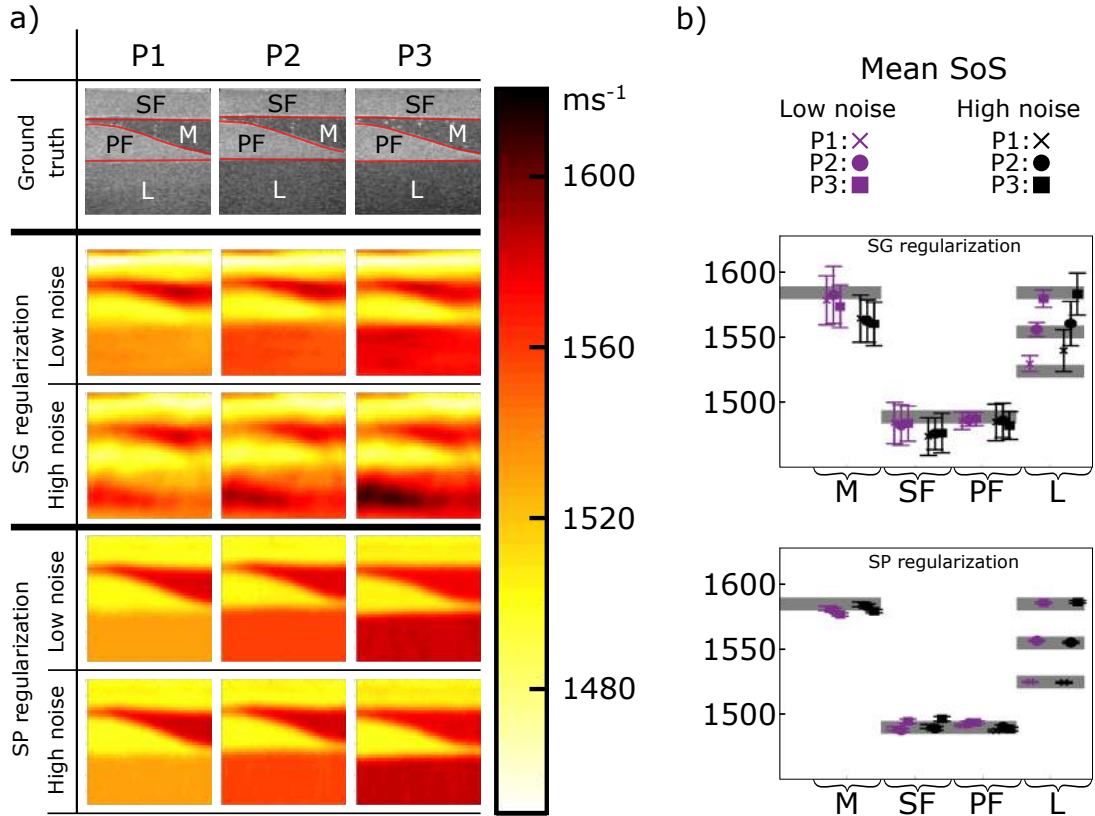 a)
P1 P2 P3
Ground truth
SF
M
PF
L
SF
M
PF
L
SF
M
PF
L
SG regularization
Low noise
High noise
SP regularization
Low noise
High noise
ms-1
1600
1560
1520
1480
b)
Mean SoS
Low noise High noise
P1: P1:
P2: P2:
P3: P3:
SG regularization
1600
1550
1500
M SF PF L
SP regularization
1600
1550
1500
M SF PF L